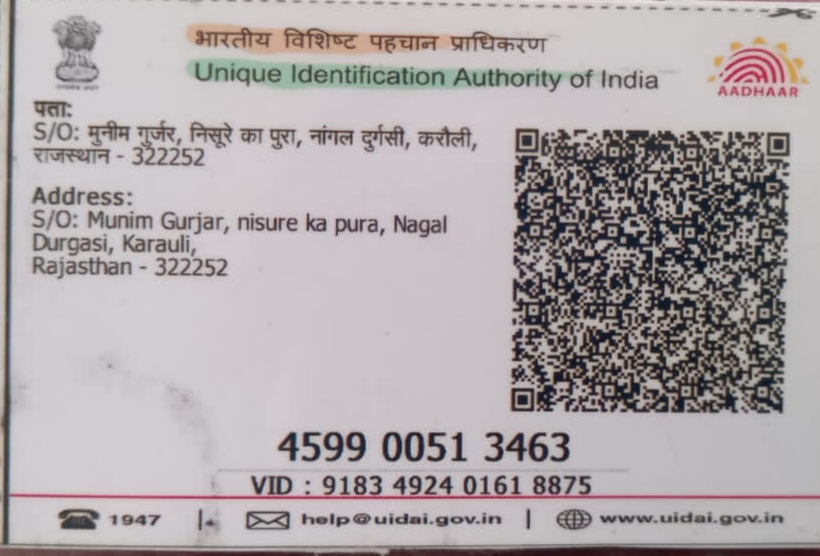 भारतीय विशिष्ट पहचान प्राधिकरण
Unique Identification Authority of India
AADHAAR
पता:
S/O: मुनीम गुर्जर, निसूरे का पुरा, नांगल दुर्गसी, करौली,
राजस्थान - 322252
Address:
S/O: Munim Gurjar, nisure ka pura, Nagal
Durgasi, Karauli,
Rajasthan - 322252
4599 0051 3463
VID : 9183 4924 0161 8875
1947 | help@uidai.gov.in | www.uidai.gov.in